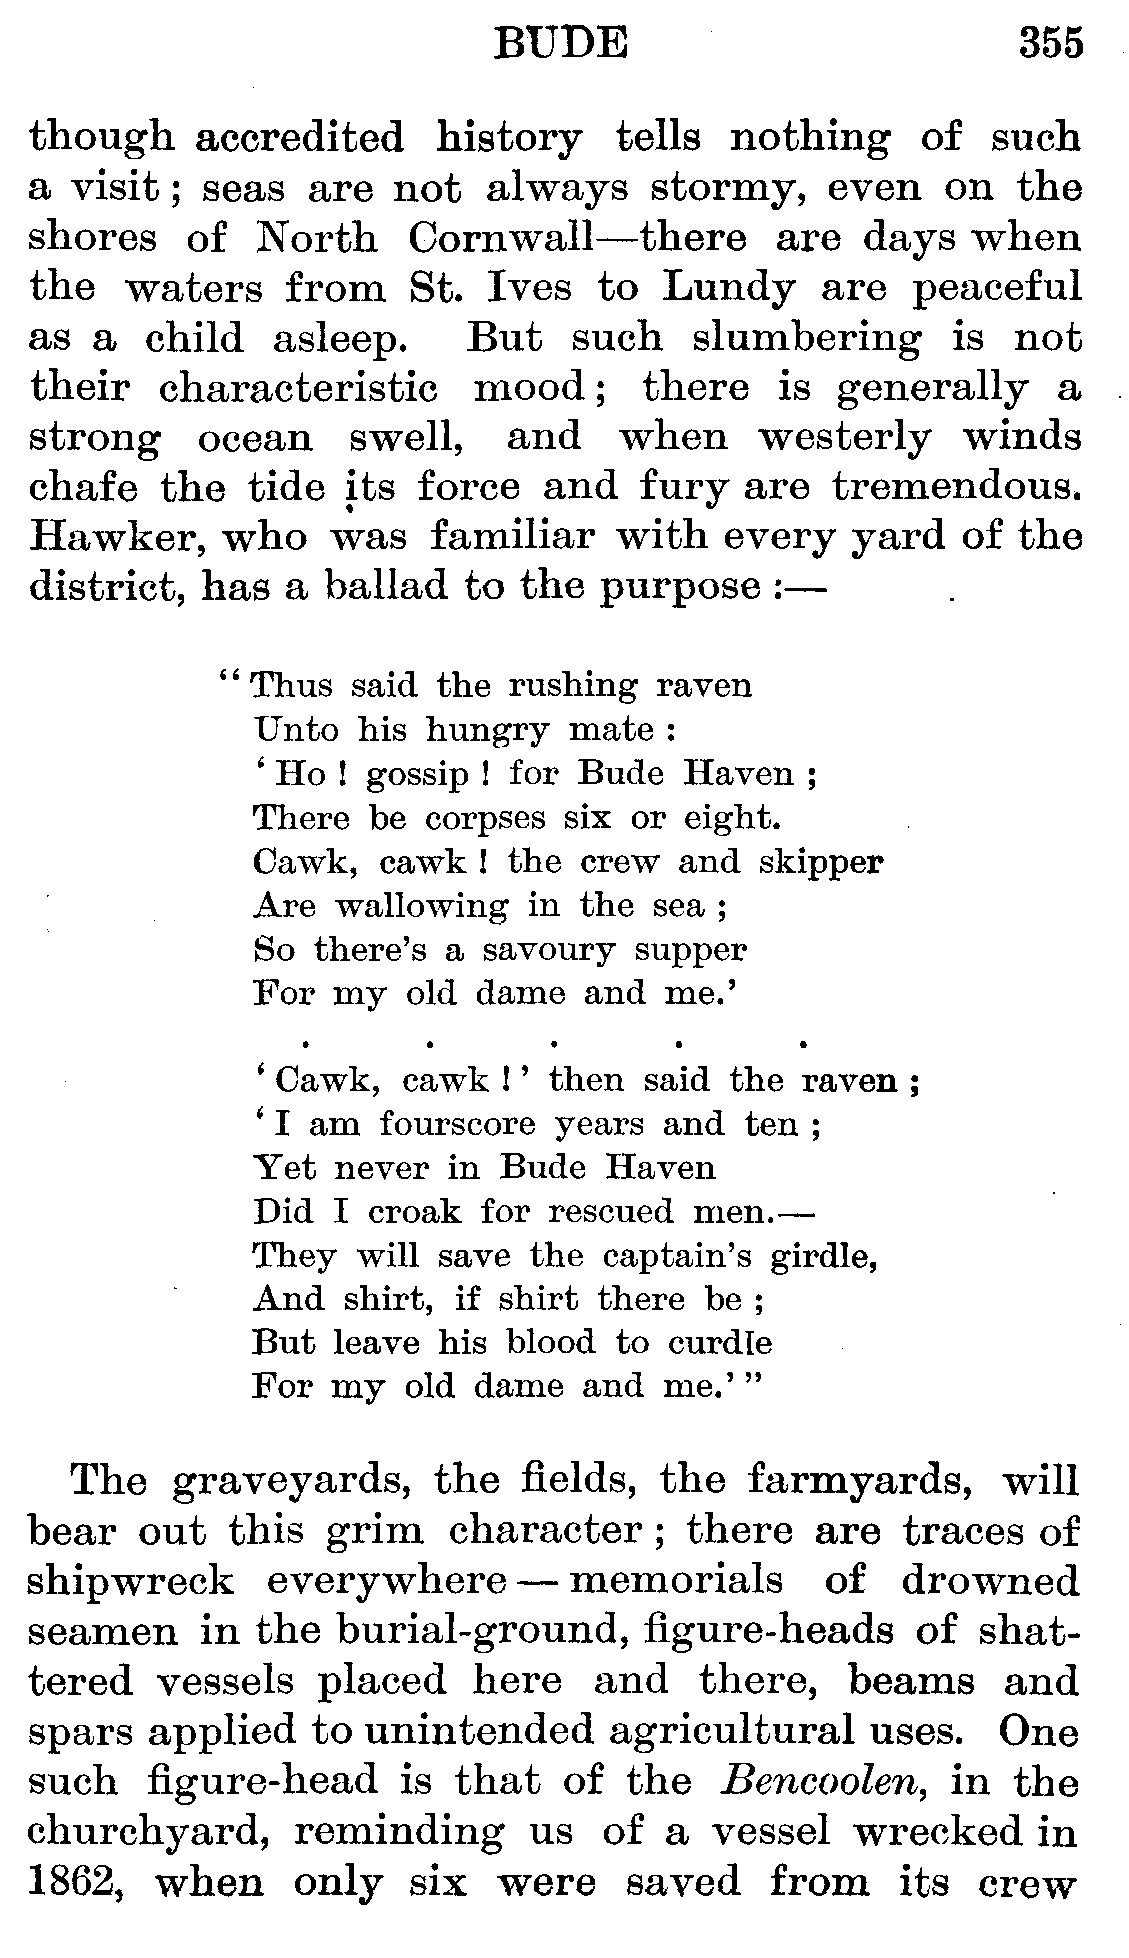 BUDE 355
though accredited history tells nothing of such
a visit ; seas are not always stormy, even on the
shores of North Cornwall—there are days when
the waters from St. Ives to Lundy are peaceful
as a child asleep. But such slumbering is not
their characteristic mood ; there is generally a
strong ocean swell, and when westerly winds
chafe the tide its force and fury are tremendous.
Hawker, who was familiar with every yard of the
district, has a ballad to the purpose :—
“ Thus said the rushing raven
Unto his hungry mate :
‘ Ho ! gossip ! for Bude Haven ;
There be corpses six or eight.
Cawk, cawk ! the crew and skipper
Are wallowing in the sea ;
So there’s a savoury supper
For my old dame and me.’
. . . . .
‘ Cawk, cawk ! ’ then said the raven ;
‘ I am fourscore years and ten ;
Yet never in Bude Haven
Did I croak for rescued men.—
They will save the captain’s girdle,
And shirt, if shirt there be ;
But leave his blood to curdle
For my old dame and me.’ ”
The graveyards, the fields, the farmyards, will
bear out this grim character ; there are traces of
shipwreck everywhere — memorials of drowned
seamen in the burial-ground, figure-heads of shat-
tered vessels placed here and there, beams and
spars applied to unintended agricultural uses. One
such figure-head is that of the Bencoolen, in the
churchyard, reminding us of a vessel wrecked in
1862, when only six were saved from its crew